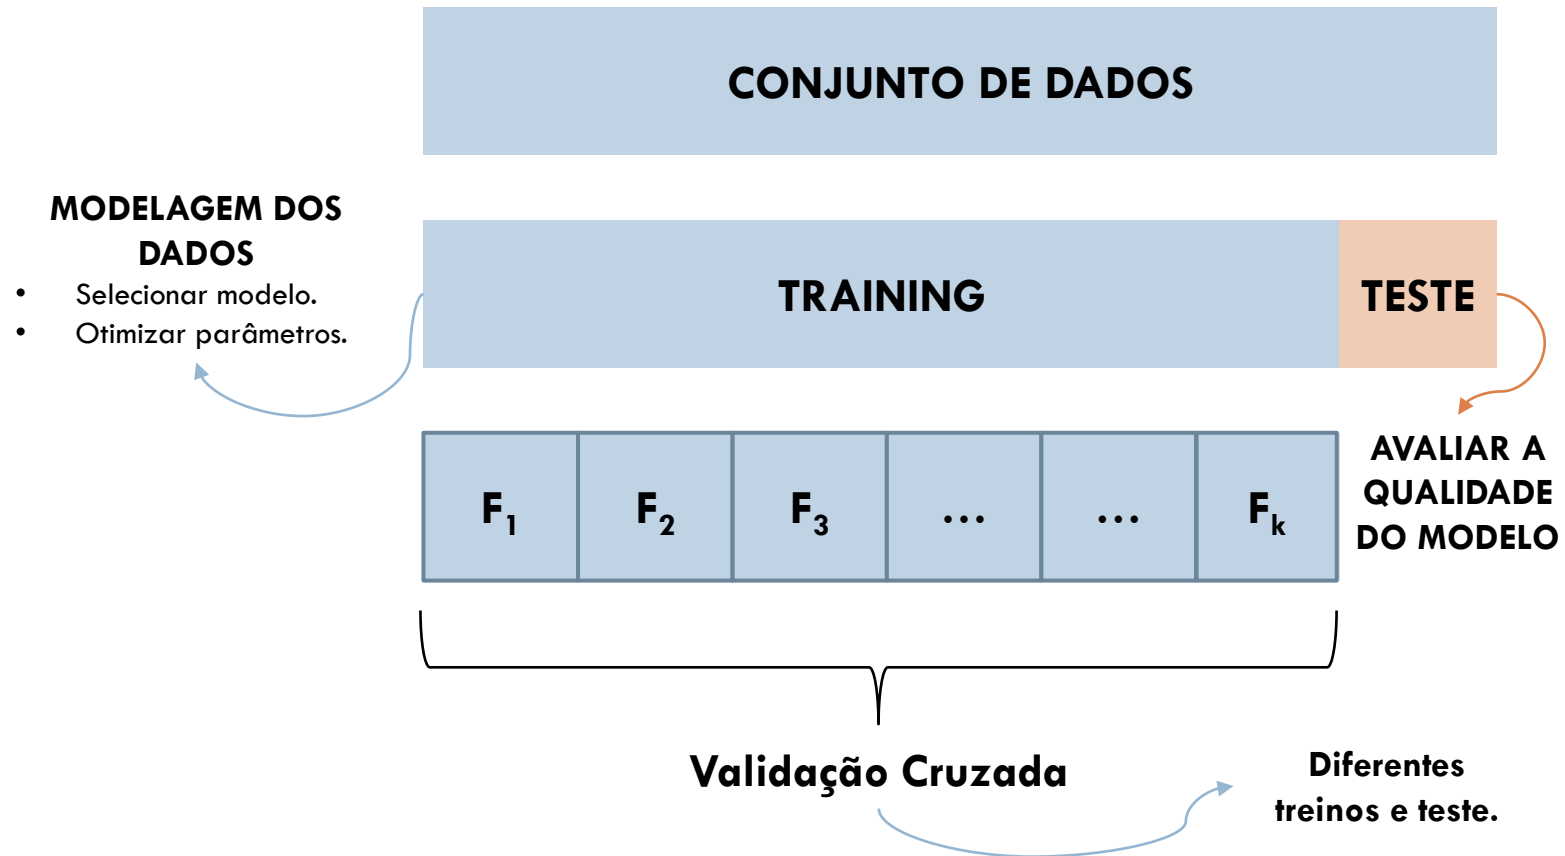 CONJUNTO DE DADOS
MODELAGEM DOS
DADOS
• Selecionar modelo.
• Otimizar parâmetros.
TRAINING
TESTE
F₁
F₂
F₃
...
...
Fₖ
AVALIAR A
QUALIDADE
DO MODELO
Validação Cruzada
Diferentes
treinos e teste.